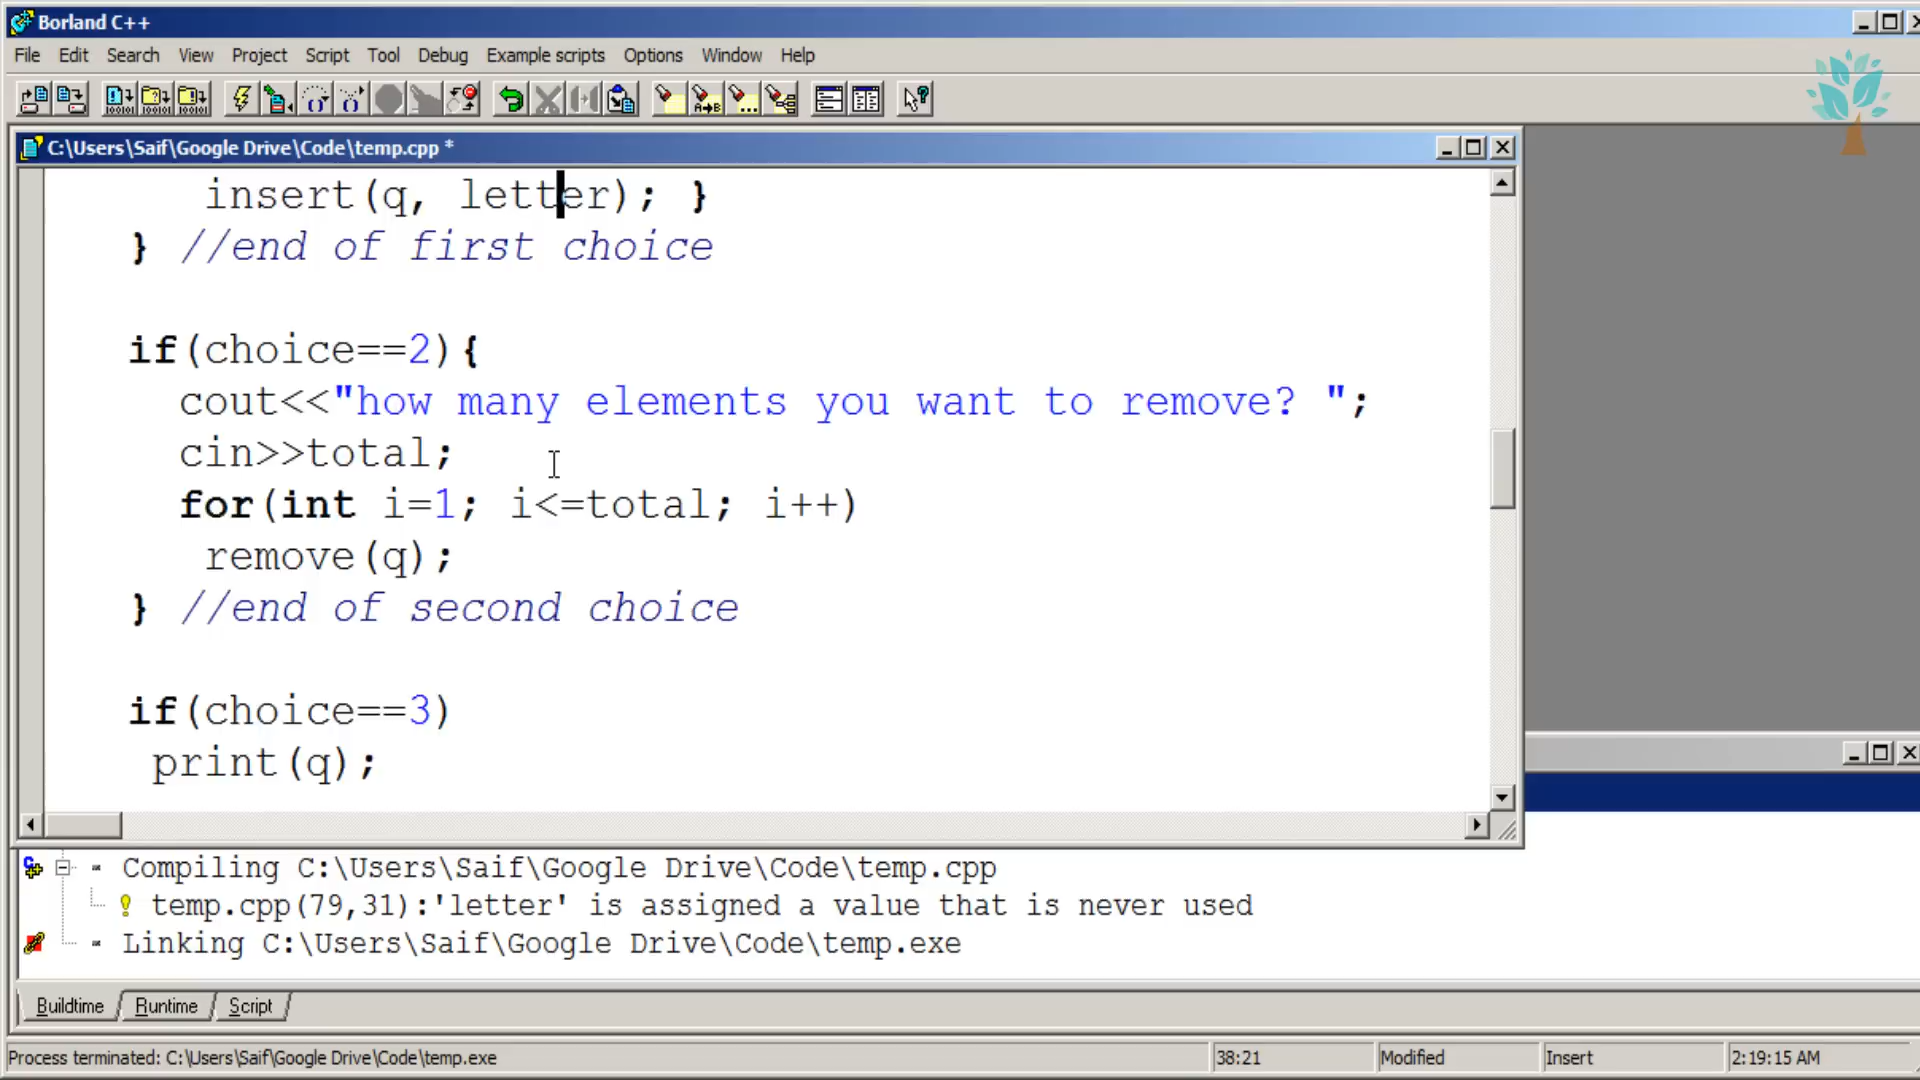 Borland C++
File Edit Search View Project Script Tool Debug Example scripts Options Window Help
C:\Users\Saif\Google Drive\Code\temp.cpp *
insert(q, letter); }
} //end of first choice
if(choice==2){
cout<<"how many elements you want to remove? ";
cin>>total;
for(int i=1; i<=total; i++)
remove(q);
} //end of second choice
if(choice==3)
print(q);
Compiling C:\Users\Saif\Google Drive\Code\temp.cpp
temp.cpp(79,31):'letter' is assigned a value that is never used
Linking C:\Users\Saif\Google Drive\Code\temp.exe
Buildtime Runtime Script
Process terminated: C:\Users\Saif\Google Drive\Code\temp.exe 38:21 Modified Insert 2:19:15 AM